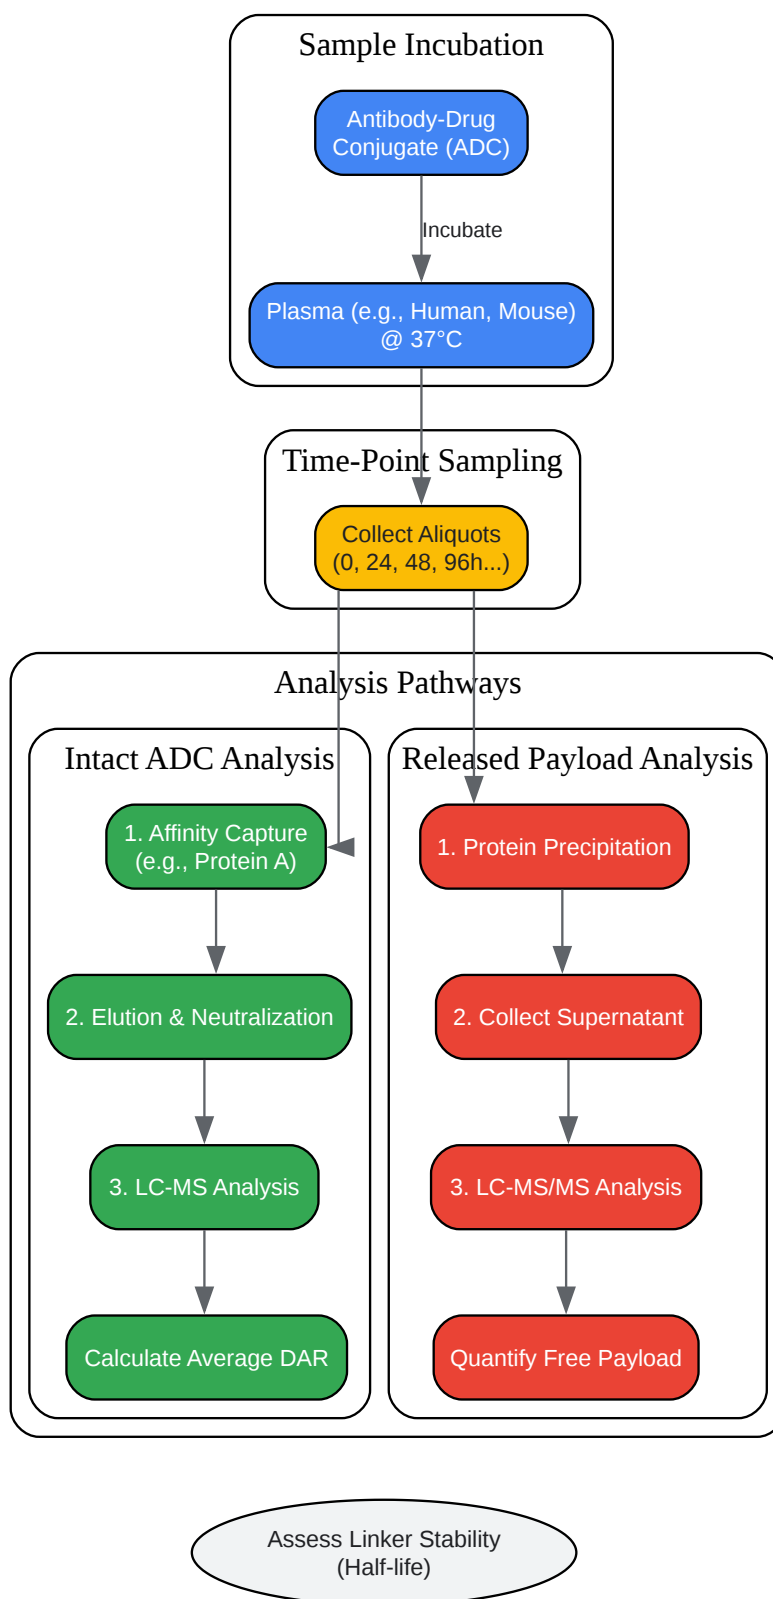 Sample Incubation
Antibody-Drug
Conjugate (ADC)
Incubate
Plasma (e.g., Human, Mouse)
@ 37°C
Time-Point Sampling
Collect Aliquots
(0, 24, 48, 96h...)
Analysis Pathways
Intact ADC Analysis
1. Affinity Capture
(e.g., Protein A)
2. Elution & Neutralization
3. LC-MS Analysis
Calculate Average DAR
Released Payload Analysis
1. Protein Precipitation
2. Collect Supernatant
3. LC-MS/MS Analysis
Quantify Free Payload
Assess Linker Stability
(Half-life)